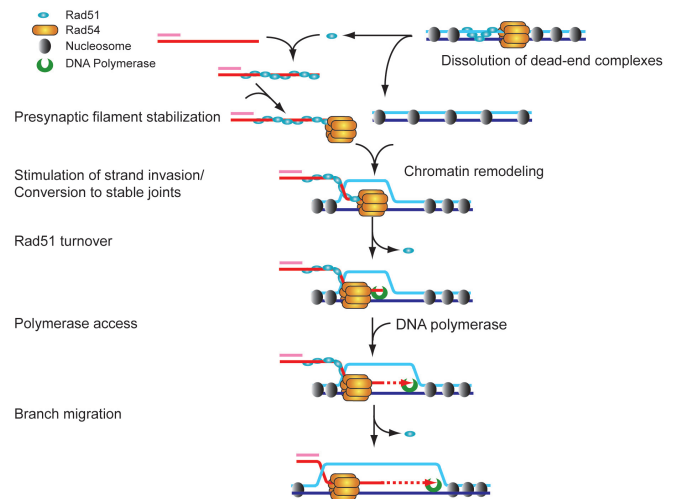 Rad51
Rad54
Nucleosome
DNA Polymerase
Dissolution of dead-end complexes
Presynaptic filament stabilization
Stimulation of strand invasion/
Conversion to stable joints
Chromatin remodeling
Rad51 turnover
Polymerase access
DNA polymerase
Branch migration